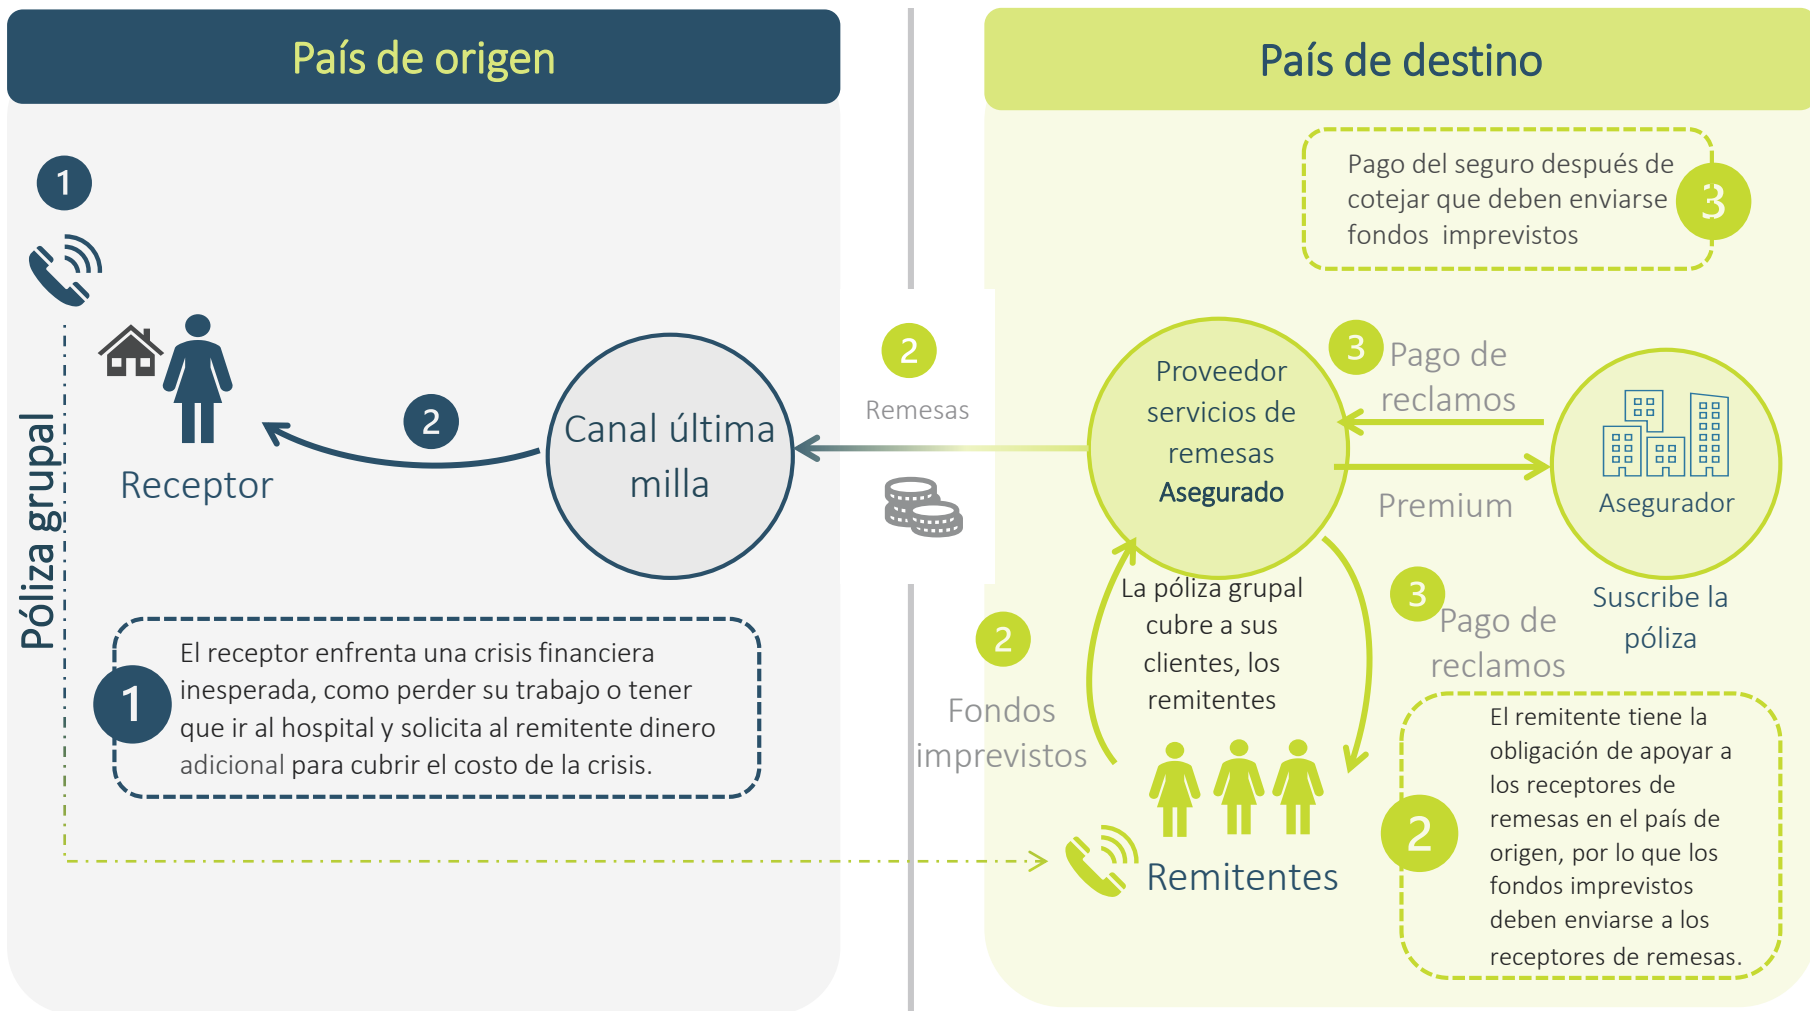 País de origen
País de destino
1
Póliza grupal
Receptor
2
Canal última
milla
1
El receptor enfrenta una crisis financiera
inesperada, como perder su trabajo o tener
que ir al hospital y solicita al remitente dinero
adicional para cubrir el costo de la crisis.
2
Remesas
Pago del seguro después de
cotejar que deben enviarse
fondos imprevistos
3
Proveedor
servicios de
remesas
Asegurado
3
Pago de
reclamos
Premium
Asegurador
Suscribe la
póliza
La póliza grupal
cubre a sus
clientes, los
remitentes
2
Fondos
imprevistos
3
Pago de
reclamos
Remitentes
2
El remitente tiene la
obligación de apoyar a
los receptores de
remesas en el país de
origen, por lo que los
fondos imprevistos
deben enviarse a los
receptores de remesas.